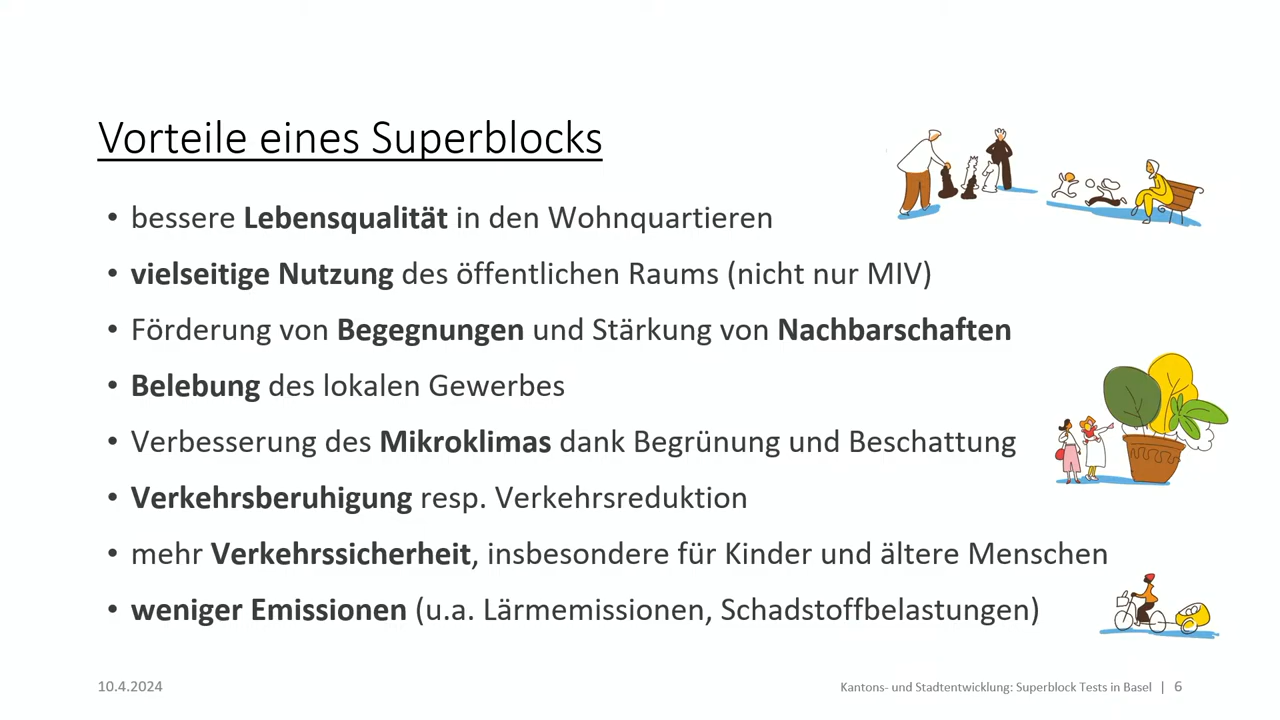 Vorteile eines Superblocks
• bessere Lebensqualität in den Wohnquartieren
• vielseitige Nutzung des öffentlichen Raums (nicht nur MIV)
• Förderung von Begegnungen und Stärkung von Nachbarschaften
• Belebung des lokalen Gewerbes
• Verbesserung des Mikroklimas dank Begrünung und Beschattung
• Verkehrsberuhigung resp. Verkehrsreduktion
• mehr Verkehrssicherheit, insbesondere für Kinder und ältere Menschen
• weniger Emissionen (u.a. Lärmemissionen, Schadstoffbelastungen)
10.4.2024
Kantons- und Stadtentwicklung: Superblock Tests in Basel | 6